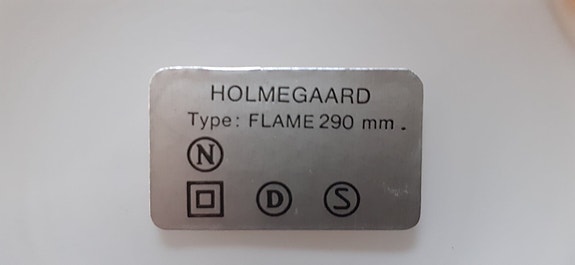 HOLMEGAARD
Type: FLAME 290 mm.
N
D S